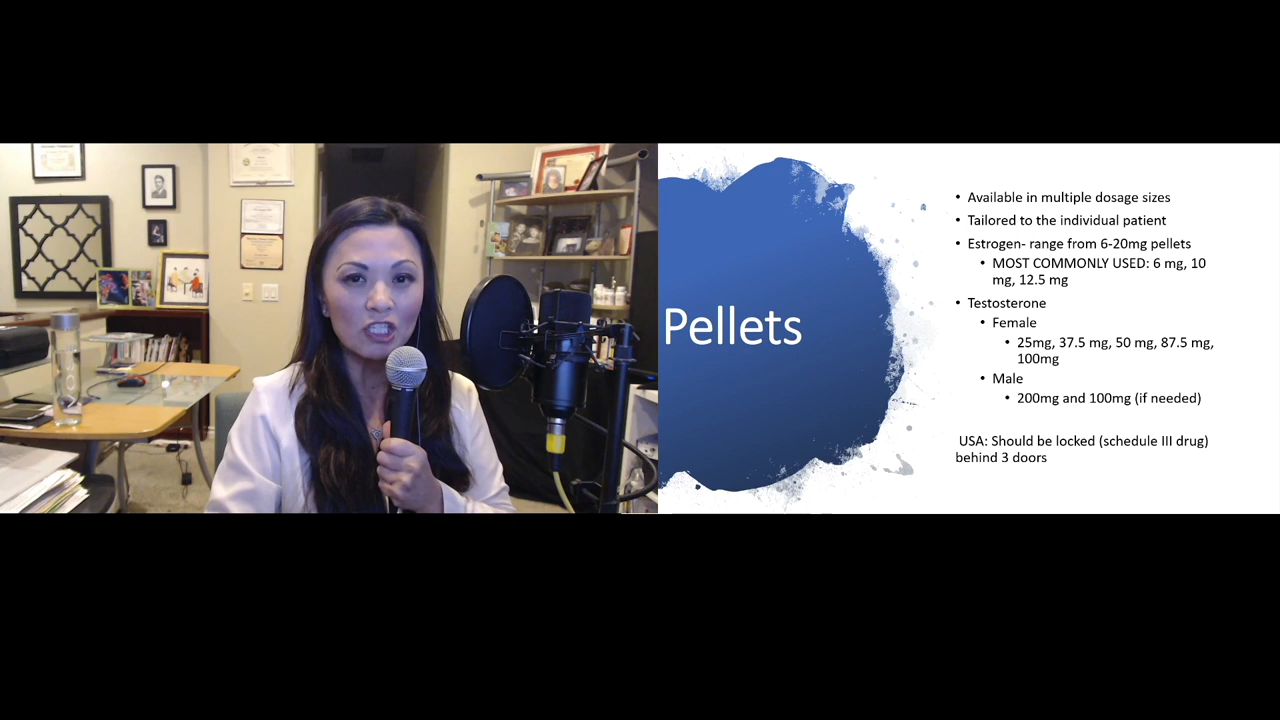 Pellets
• Available in multiple dosage sizes
• Tailored to the individual patient
• Estrogen- range from 6-20mg pellets
• MOST COMMONLY USED: 6 mg, 10
mg, 12.5 mg
• Testosterone
• Female
• 25mg, 37.5 mg, 50 mg, 87.5 mg,
100mg
• Male
• 200mg and 100mg (if needed)
USA: Should be locked (schedule III drug)
behind 3 doors